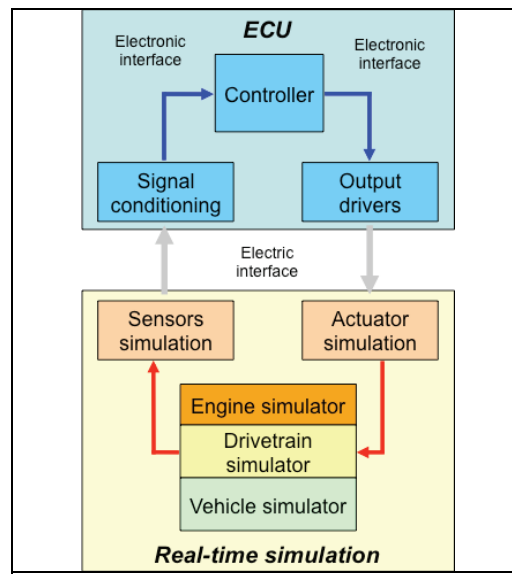 ECU
Electronic
interface
Electronic
interface
Controller
Signal
conditioning
Output
drivers
Electric
interface
Sensors
simulation
Actuator
simulation
Engine simulator
Drivetrain
simulator
Vehicle simulator
Real-time simulation